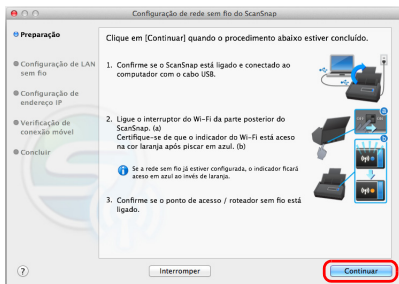 Configuração de rede sem fio do ScanSnap
Preparação
Configuração de LAN
sem fio
Configuração de
endereço IP
Verificação de
conexão móvel
Concluir
Clique em [Continuar] quando o procedimento abaixo estiver concluído.
1. Confirme se o ScanSnap está ligado e conectado ao
computador com o cabo USB.
2. Ligue o interruptor do Wi-Fi da parte posterior do
ScanSnap. (a)
Certifique-se de que o indicador do Wi-Fi está aceso
na cor laranja após piscar em azul. (b)
Se a rede sem fio já estiver configurada, o indicador ficará
aceso em azul ao invés de laranja.
3. Confirme se o ponto de acesso / roteador sem fio está
ligado.
a
b
?
Interromper
Continuar